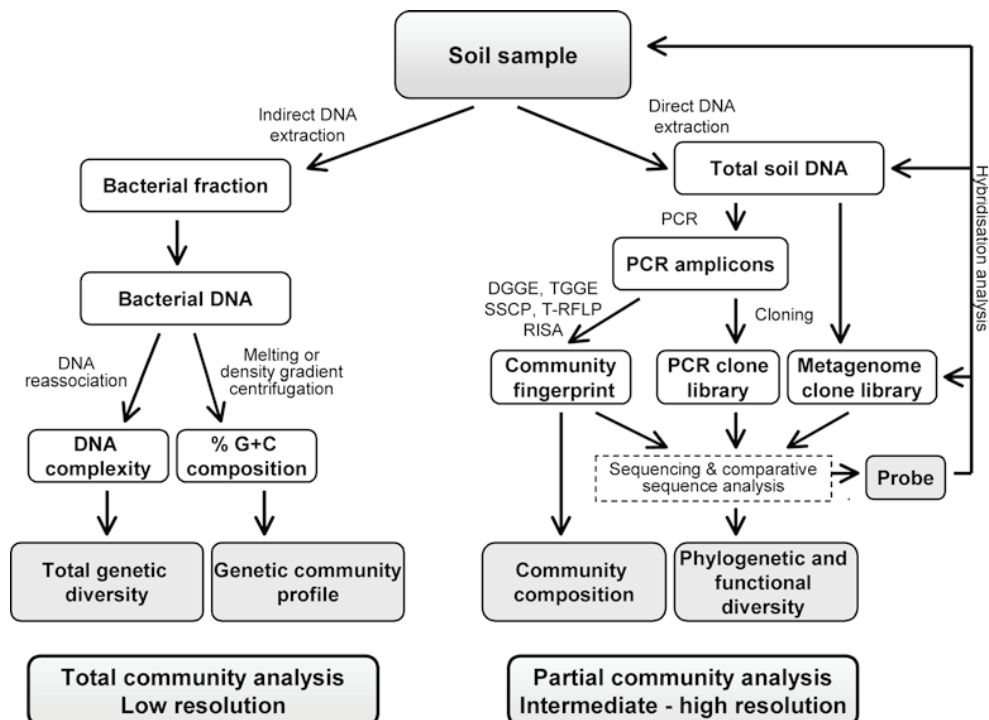 Soil sample
Indirect DNA
extraction
Direct DNA
extraction
Bacterial fraction
Total soil DNA
Hybridisation analysis
PCR
PCR amplicons
Bacterial DNA
DGGE, TGGE
SSCP, T-RFLP
RISA
Cloning
DNA
reassociation
Melting or
density gradient
centrifugation
Community
fingerprint
PCR clone
library
Metagenome
clone library
DNA
complexity
% G+C
composition
Sequencing & comparative
sequence analysis
Probe
Total genetic
diversity
Genetic community
profile
Community
composition
Phylogenetic and
functional
diversity
Total community analysis
Low resolution
Partial community analysis
Intermediate - high resolution